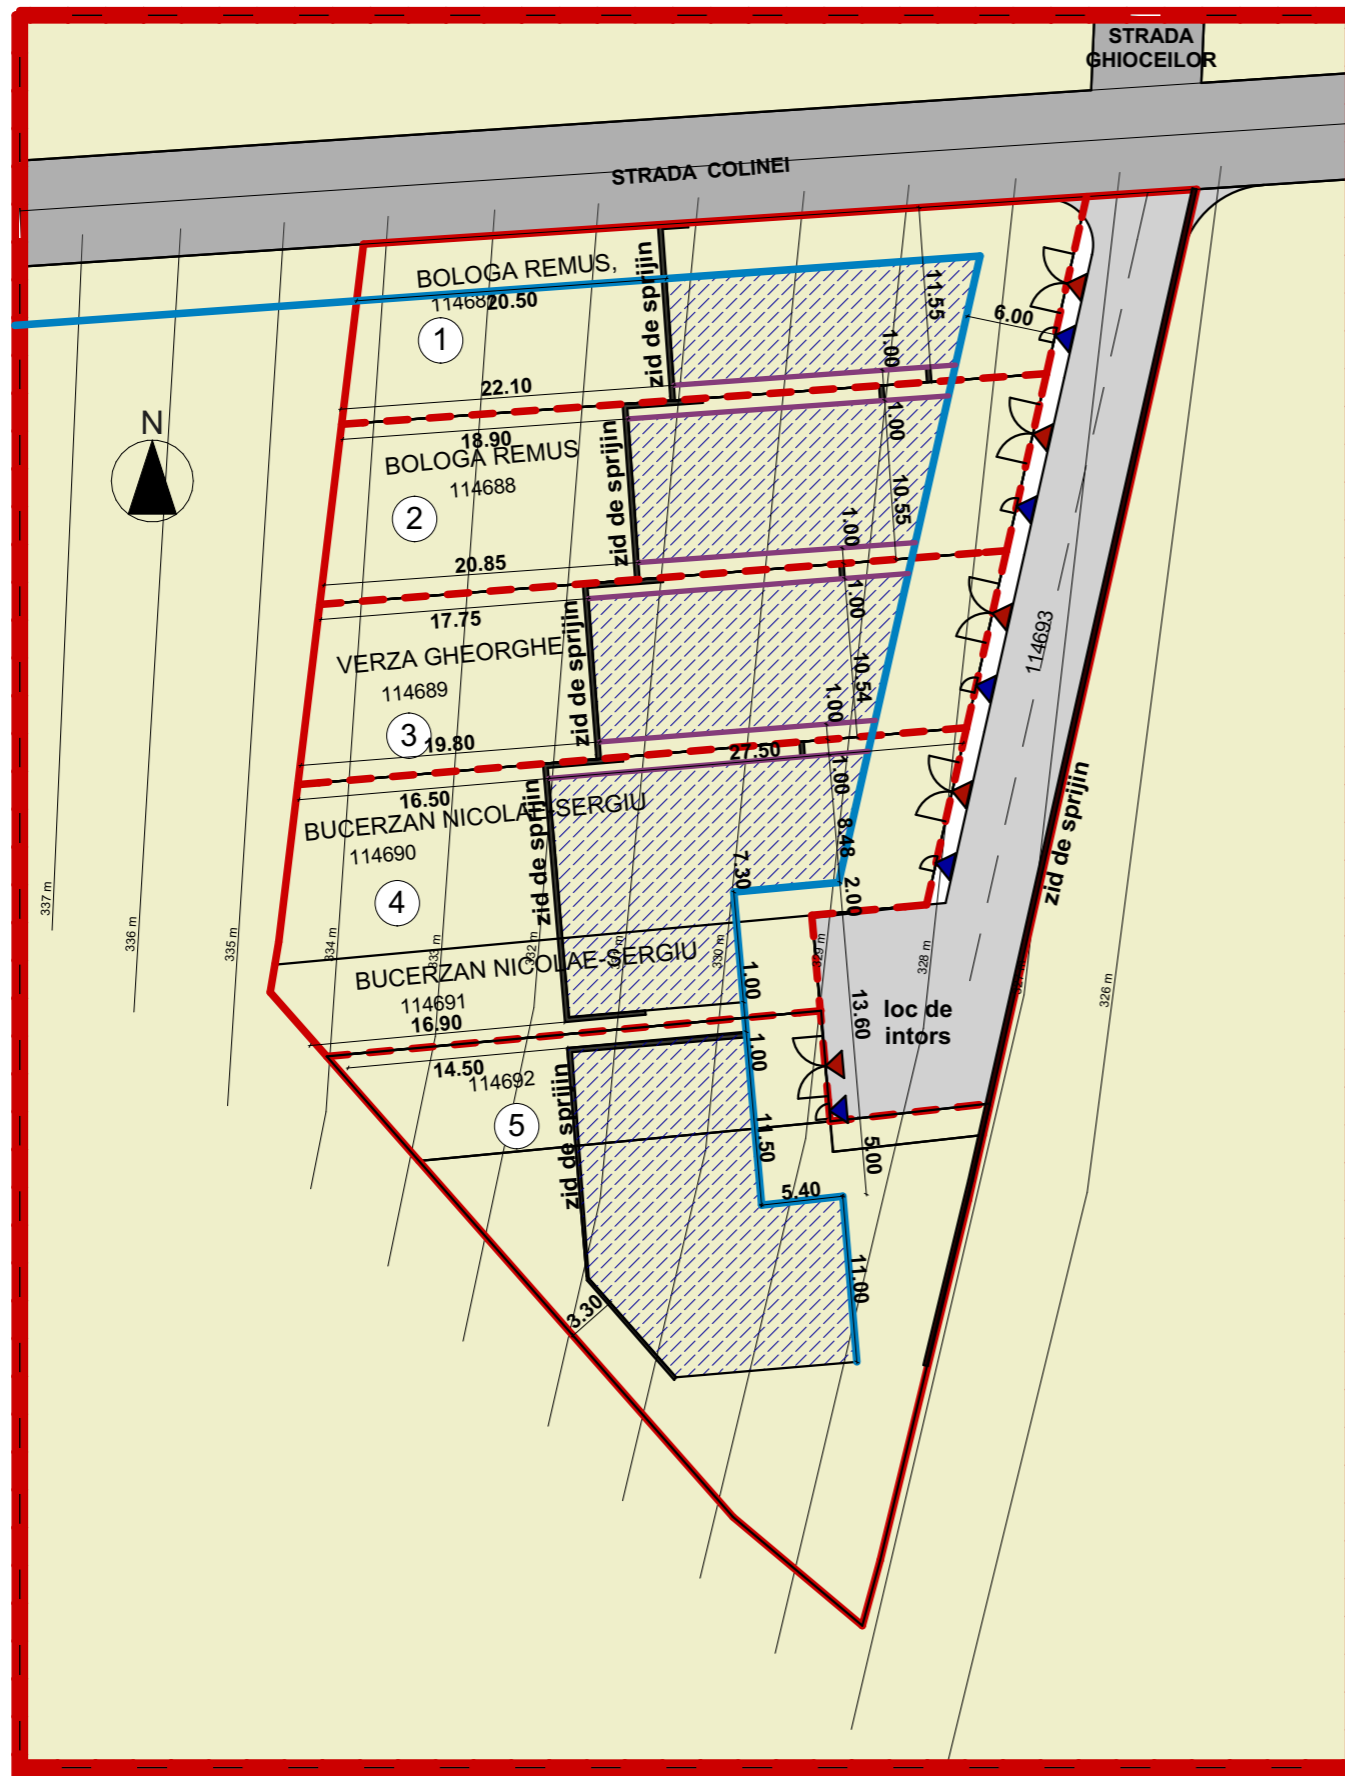 STRADA
GHIOCEILOR
STRADA COLINEI
BOLOGA REMUS,
20.50
zid de sprijin
11.55
6.00
1
1.00
22.10
N
18.90
1.00
BOLOGA REMUS
114688
zid de sprijin
10.55
2
1.00
20.85
17.75
1.00
VERZA GHEORGHE
114689
zid de sprijin
10.54
114693
3
19.80
1.00
27.50
1.00
16.50
BUCERZAN NICOLAE-SERGIU
114690
zid de sprijin
8.48
7.30
2.00
zid de sprijin
4
337 m
336 m
335 m
334 m
333 m
332 m
330 m
329 m
328 m
326 m
BUCERZAN NICOLAE-SERGIU
114691
1.00
13.60
loc de
intors
16.90
1.00
14.50
114692
zid de sprijin
5
11.50
5.00
5.40
11.00
3.30